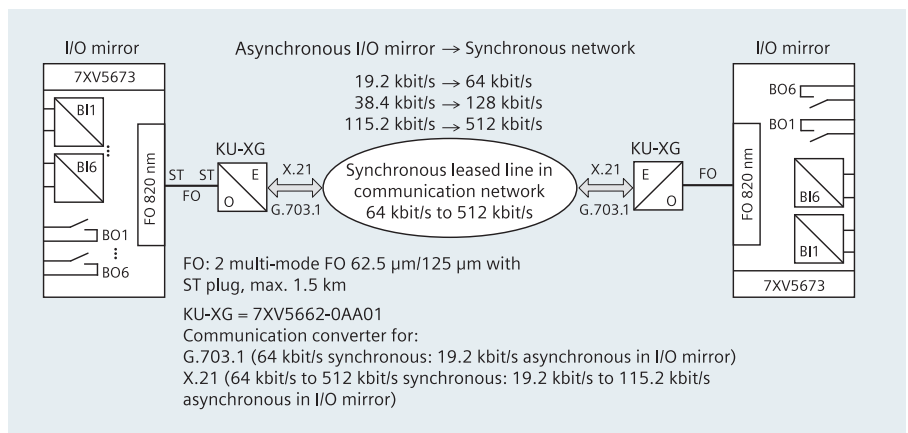 I/O mirror
Asynchronous I/O mirror → Synchronous network
I/O mirror
7XV5673
19.2 kbit/s → 64 kbit/s
38.4 kbit/s → 128 kbit/s
115.2 kbit/s → 512 kbit/s
BI1
⋮
BI6
BO1
⋮
BO6
FO 820 nm
ST
ST
FO
KU-XG
E
O
X.21
G.703.1
Synchronous leased line in
communication network
64 kbit/s to 512 kbit/s
X.21
G.703.1
KU-XG
E
O
FO
FO 820 nm
BO6
BO1
BI6
BI1
7XV5673
FO: 2 multi-mode FO 62.5 µm/125 µm with
ST plug, max. 1.5 km
KU-XG = 7XV5662-0AA01
Communication converter for:
G.703.1 (64 kbit/s synchronous: 19.2 kbit/s asynchronous in I/O mirror)
X.21 (64 kbit/s to 512 kbit/s synchronous: 19.2 kbit/s to 115.2 kbit/s
asynchronous in I/O mirror)